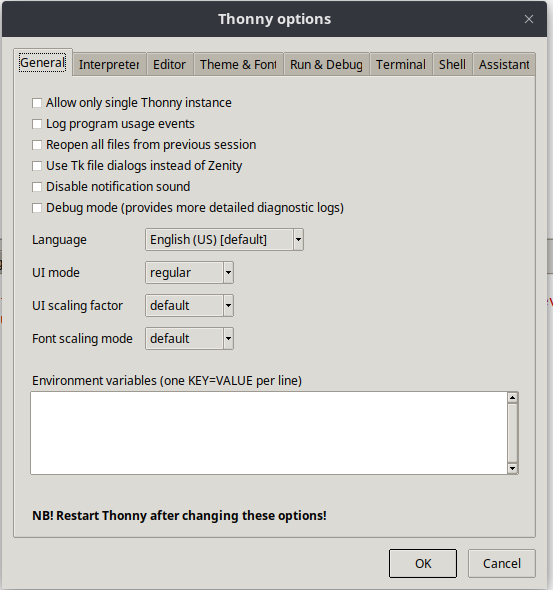 Thonny options
General Interpreter Editor Theme & Font Run & Debug Terminal Shell Assistant
Allow only single Thonny instance
Log program usage events
Reopen all files from previous session
Use Tk file dialogs instead of Zenity
Disable notification sound
Debug mode (provides more detailed diagnostic logs)
Language English (US) [default]
UI mode regular
UI scaling factor default
Font scaling mode default
Environment variables (one KEY=VALUE per line)
NB! Restart Thonny after changing these options!
OK Cancel